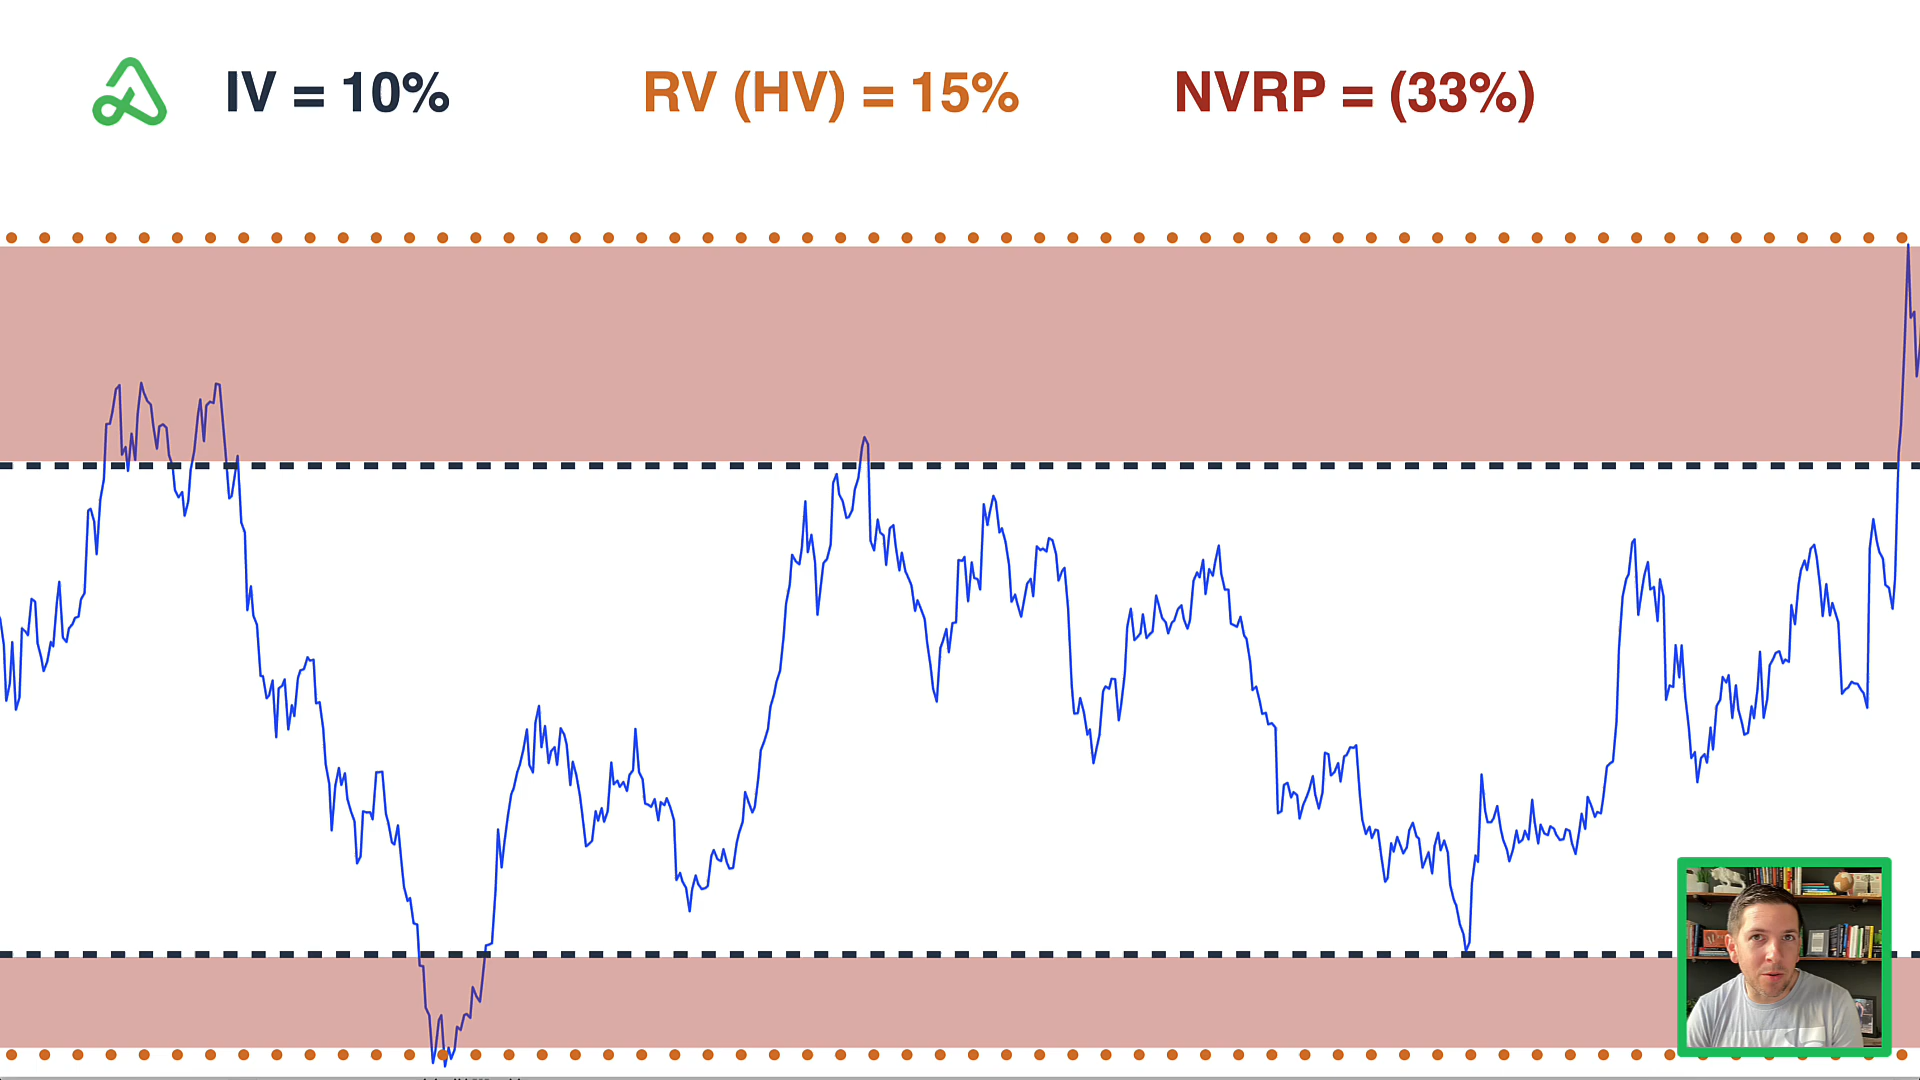 IV = 10%
RV (HV) = 15%
NVRP = (33%)